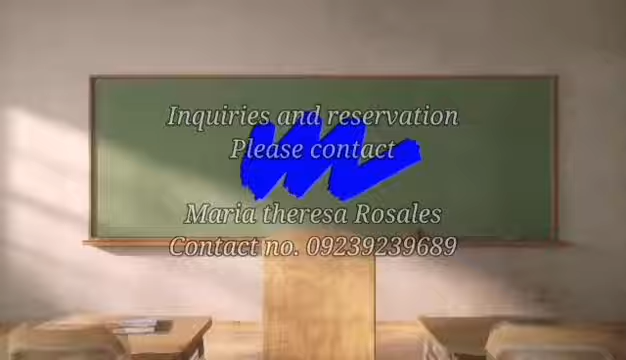 Inquiries and reservation
Please contact
Maria theresa Rosales
Contact no. 09239239689